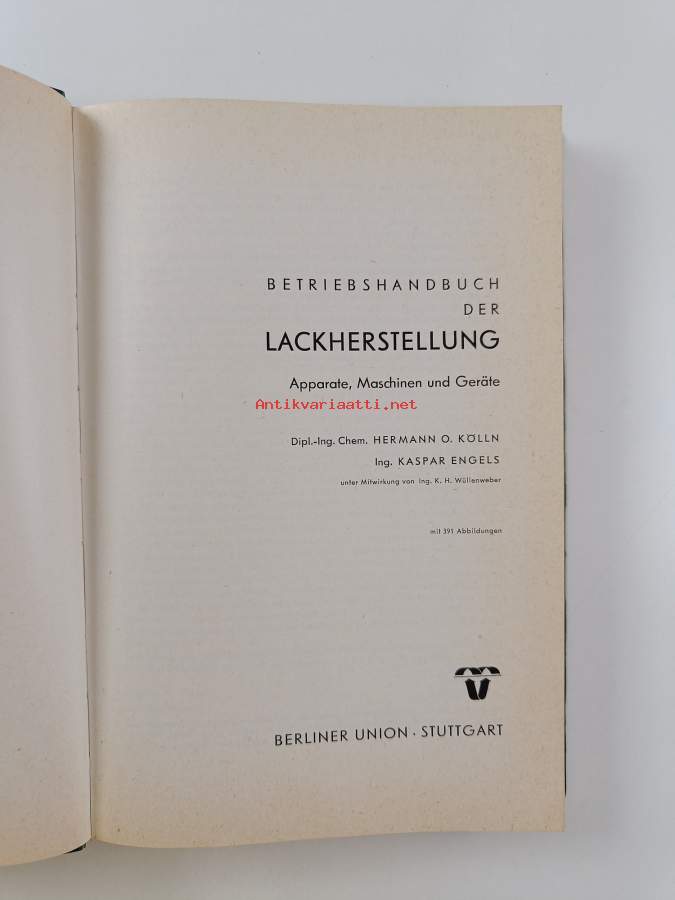 BETRIEBSHANDBUCH
DER
LACKHERSTELLUNG
Apparate, Maschinen und Geräte
Antikvariaatti.net
Dipl.-Ing. Chem. HERMANN O. KÖLLN
Ing. KASPAR ENGELS
unter Mitwirkung von Ing. K. H. Wüllenweber
mit 391 Abbildungen
BERLINER UNION · STUTTGART